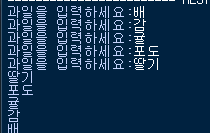 과일을 입력하세요:배
과일을 입력하세요:감
과일을 입력하세요:귤
과일을 입력하세요:포도
과일을 입력하세요:딸기
딸기
포도
귤
감
배